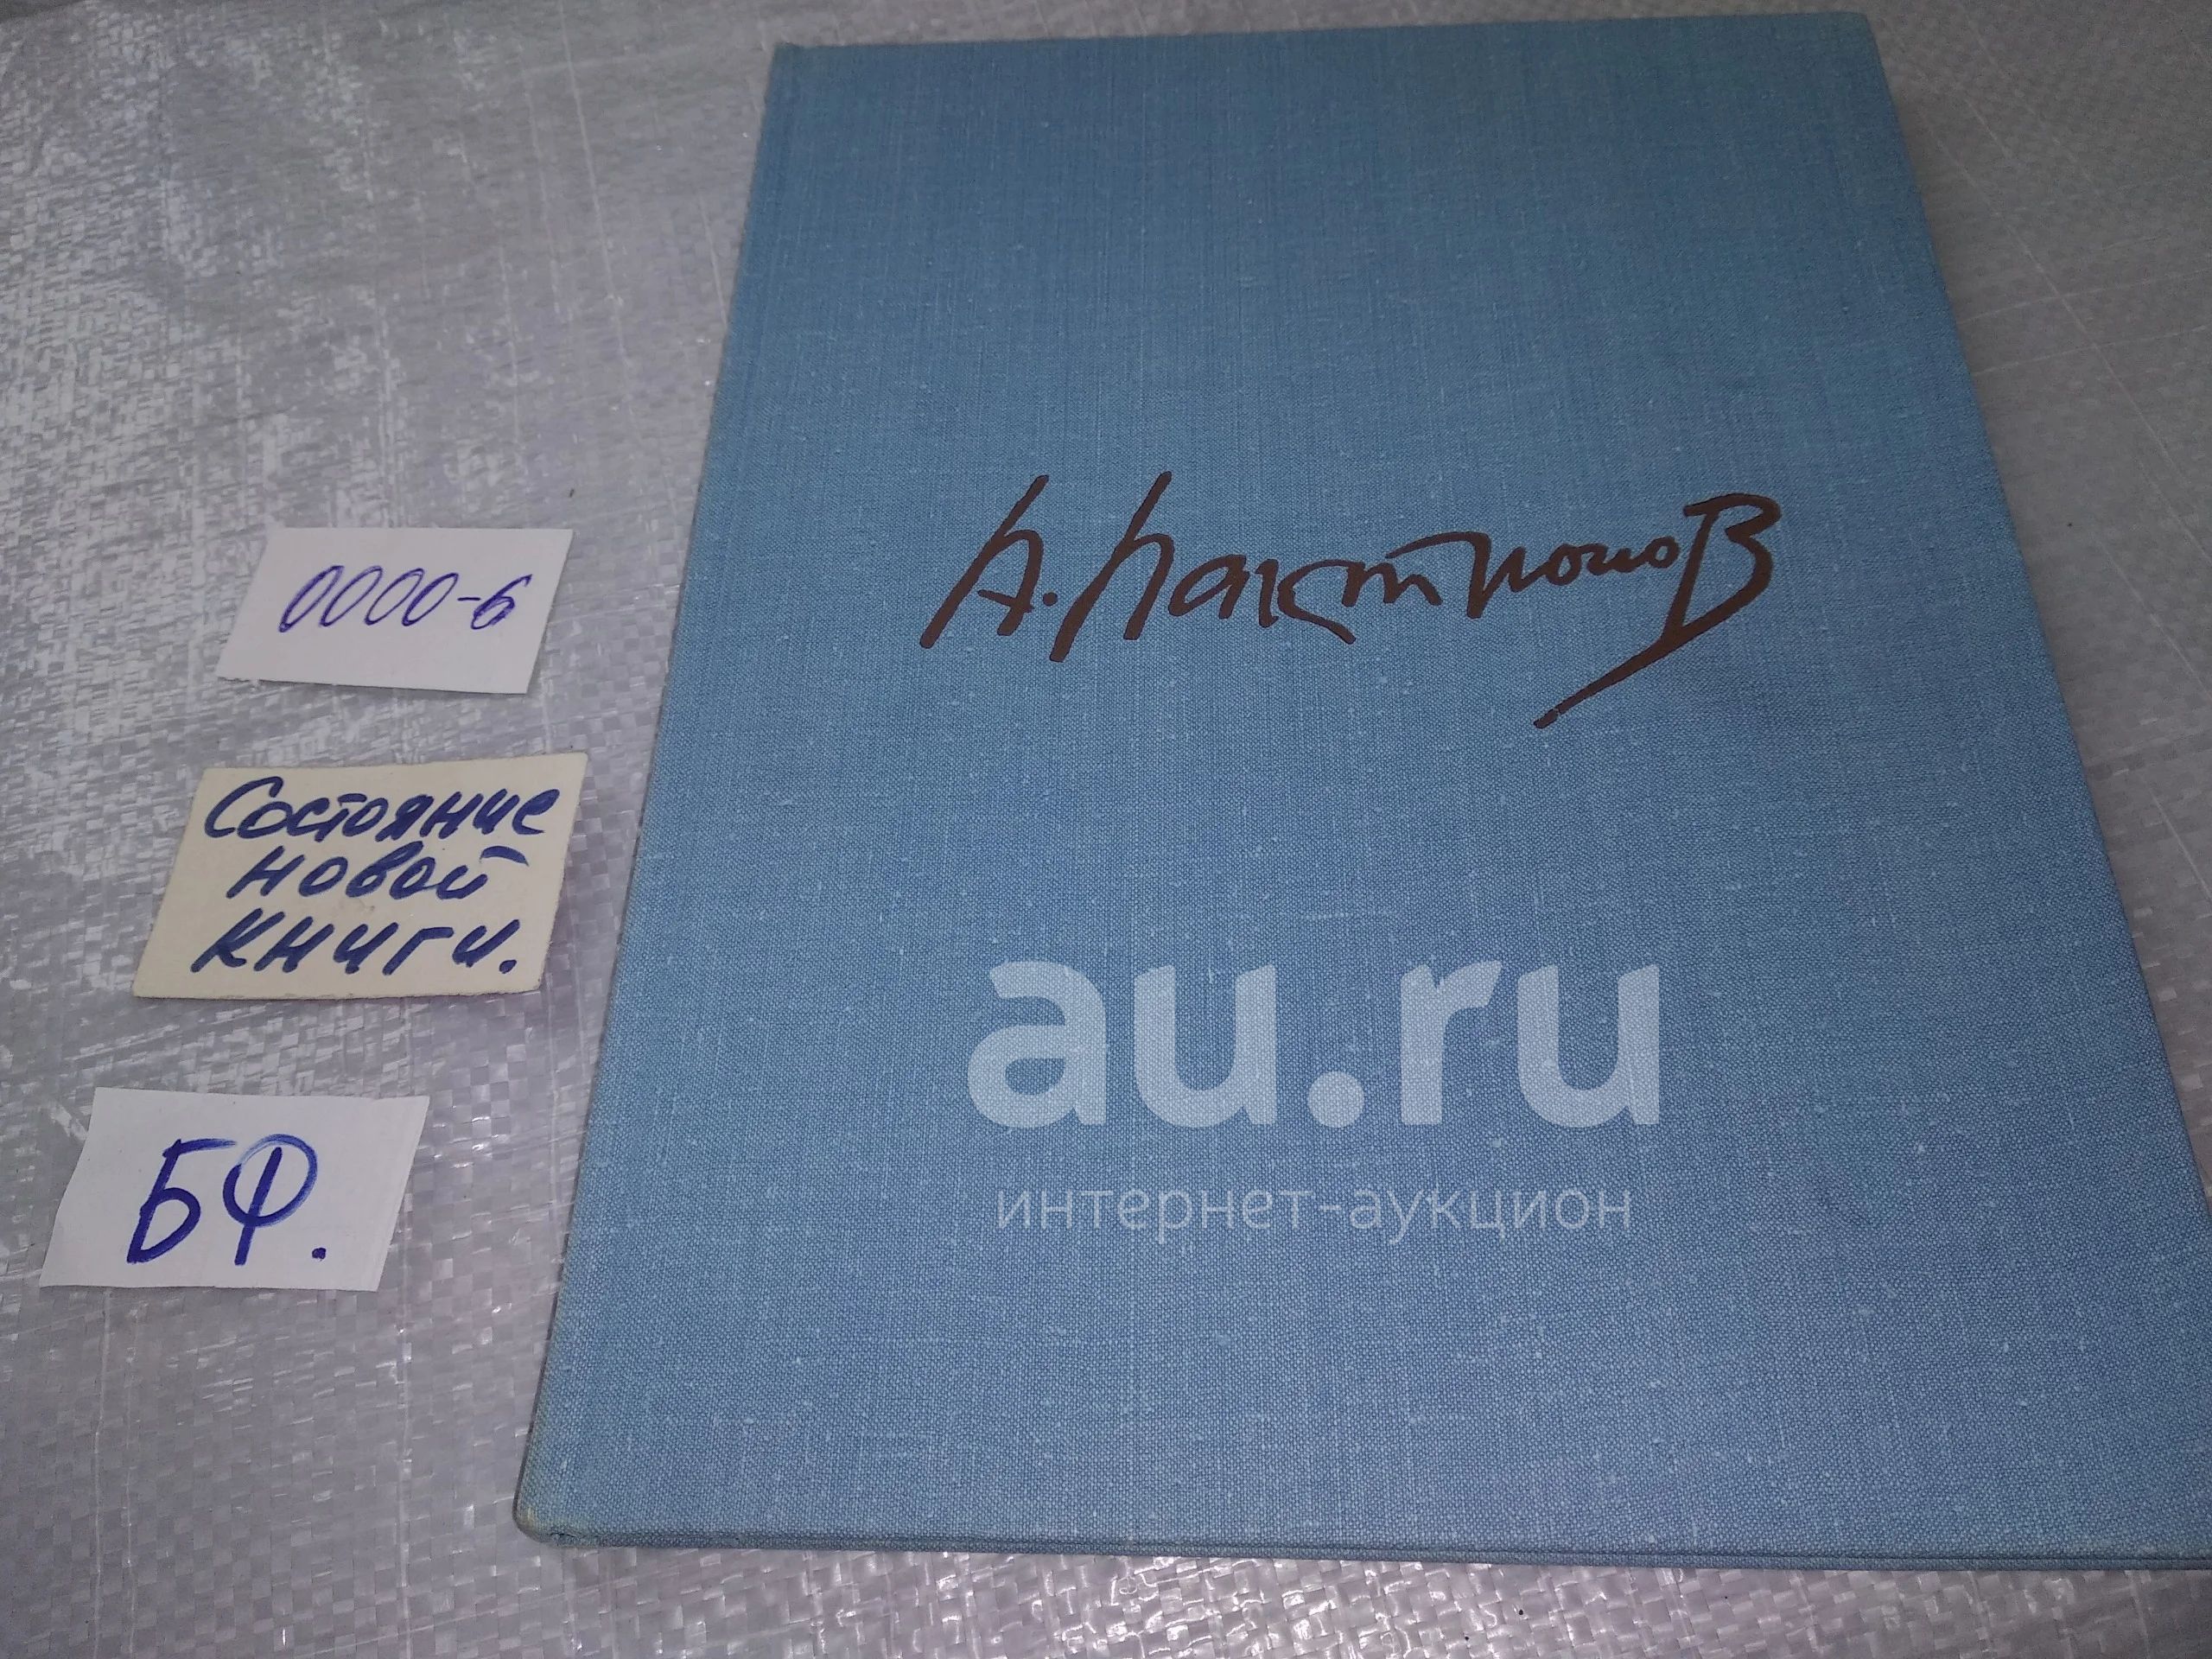 А. Лактионов
0000-6
Состояние
новой
книги.
БФ.
au.ru
интернет-аукцион